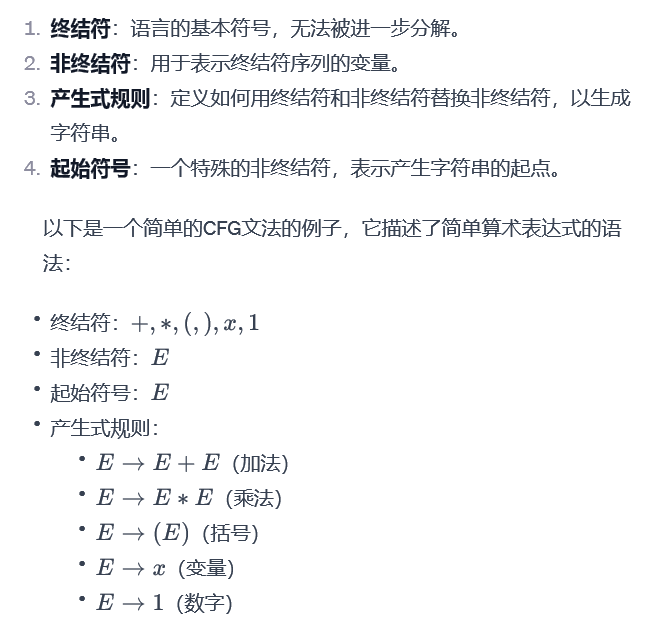 1. 终结符：语言的基本符号，无法被进一步分解。
2. 非终结符：用于表示终结符序列的变量。
3. 产生式规则：定义如何用终结符和非终结符替换非终结符，以生成
字符串。
4. 起始符号：一个特殊的非终结符，表示产生字符串的起点。
以下是一个简单的CFG文法的例子，它描述了简单算术表达式的语
法：
• 终结符：+, *, (, ), x, 1
• 非终结符：E
• 起始符号：E
• 产生式规则：
• E → E + E（加法）
• E → E * E（乘法）
• E → (E)（括号）
• E → x（变量）
• E → 1（数字）